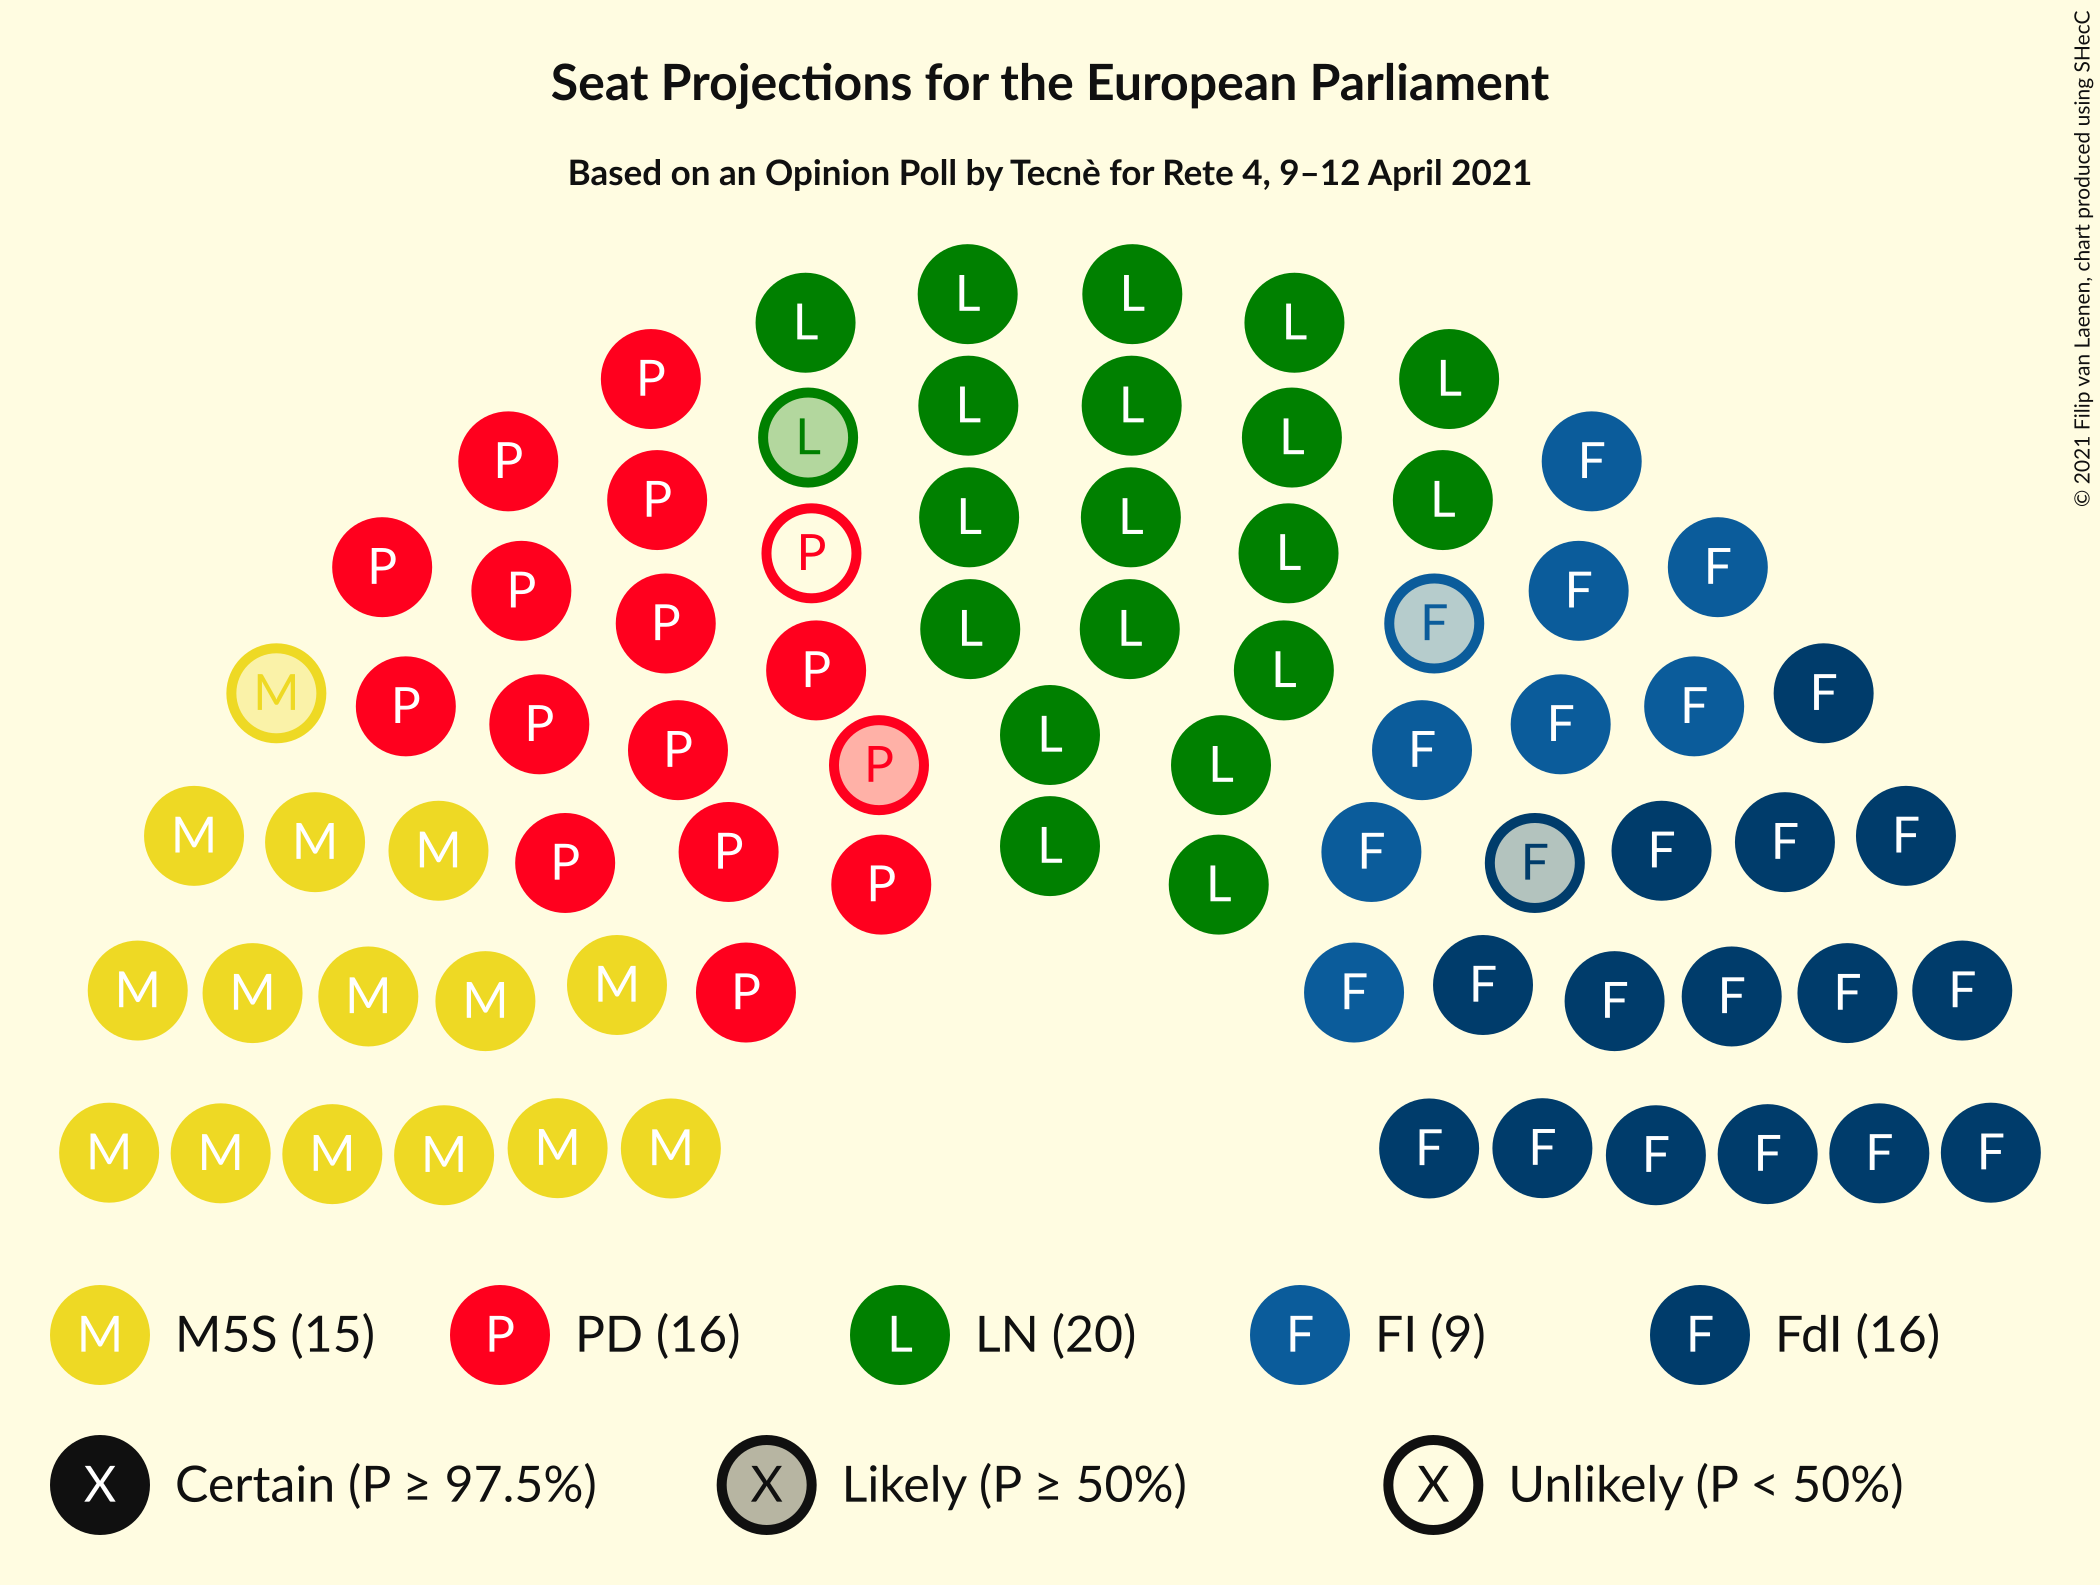 Seat Projections for the European Parliament
Based on an Opinion Poll by Tecnè for Rete 4, 9–12 April 2021
© 2021 Filip van Laenen, chart produced using SHecC
L L
L L
P L
L L
L L
P F
P L
P L
L L
P L L
P F
P F
P F
P L
M F
P F
P F
P F
L
P L
M F
M F
M P L P F F
P F
P L
M M M M M P F F F F F F
M M M M M M F F F F F F
M M5S (15) P PD (16) L LN (20) F FI (9) F FdI (16)
X Certain (P ≥ 97.5%) X Likely (P ≥ 50%) X Unlikely (P < 50%)